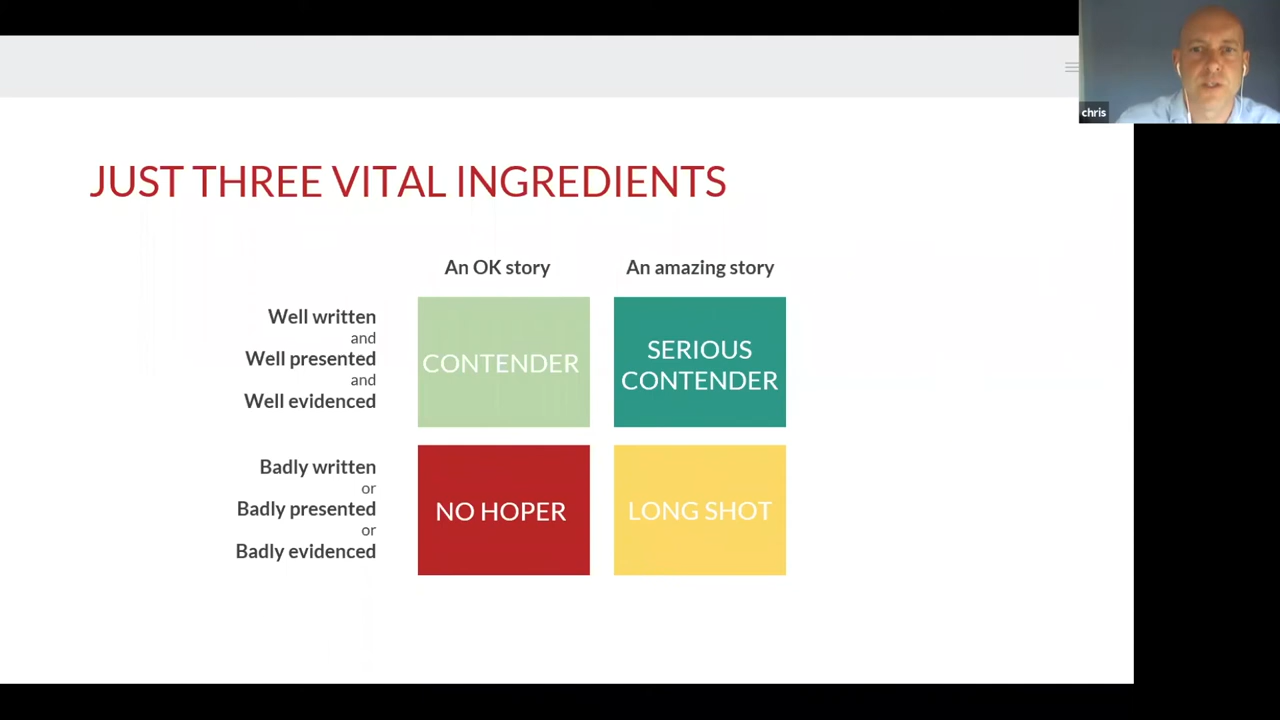 chris
JUST THREE VITAL INGREDIENTS
An OK story
An amazing story
Well written
and
Well presented
and
Well evidenced
CONTENDER
SERIOUS
CONTENDER
Badly written
or
Badly presented
or
Badly evidenced
NO HOPER
LONG SHOT